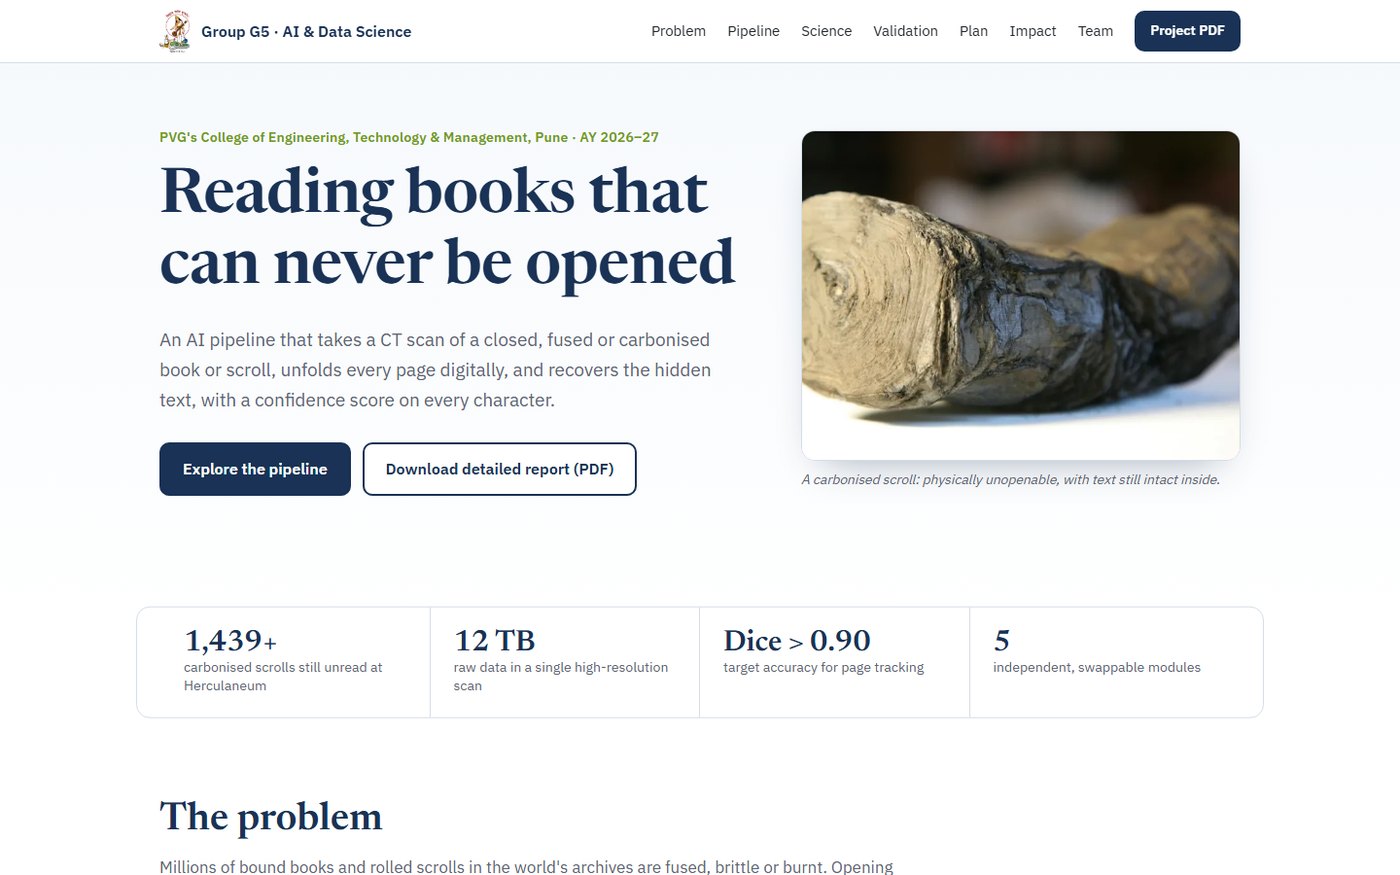 Group G5 · AI & Data Science
Problem
Pipeline
Science
Validation
Plan
Impact
Team
Project PDF
PVG's College of Engineering, Technology & Management, Pune · AY 2026–27
Reading books that
can never be opened
An AI pipeline that takes a CT scan of a closed, fused or carbonised
book or scroll, unfolds every page digitally, and recovers the hidden
text, with a confidence score on every character.
Explore the pipeline
Download detailed report (PDF)
A carbonised scroll: physically unopenable, with text still intact inside.
1,439+
carbonised scrolls still unread at
Herculaneum
12 TB
raw data in a single high-resolution
scan
Dice > 0.90
target accuracy for page tracking
5
independent, swappable modules
The problem
Millions of bound books and rolled scrolls in the world's archives are fused, brittle or burnt. Opening